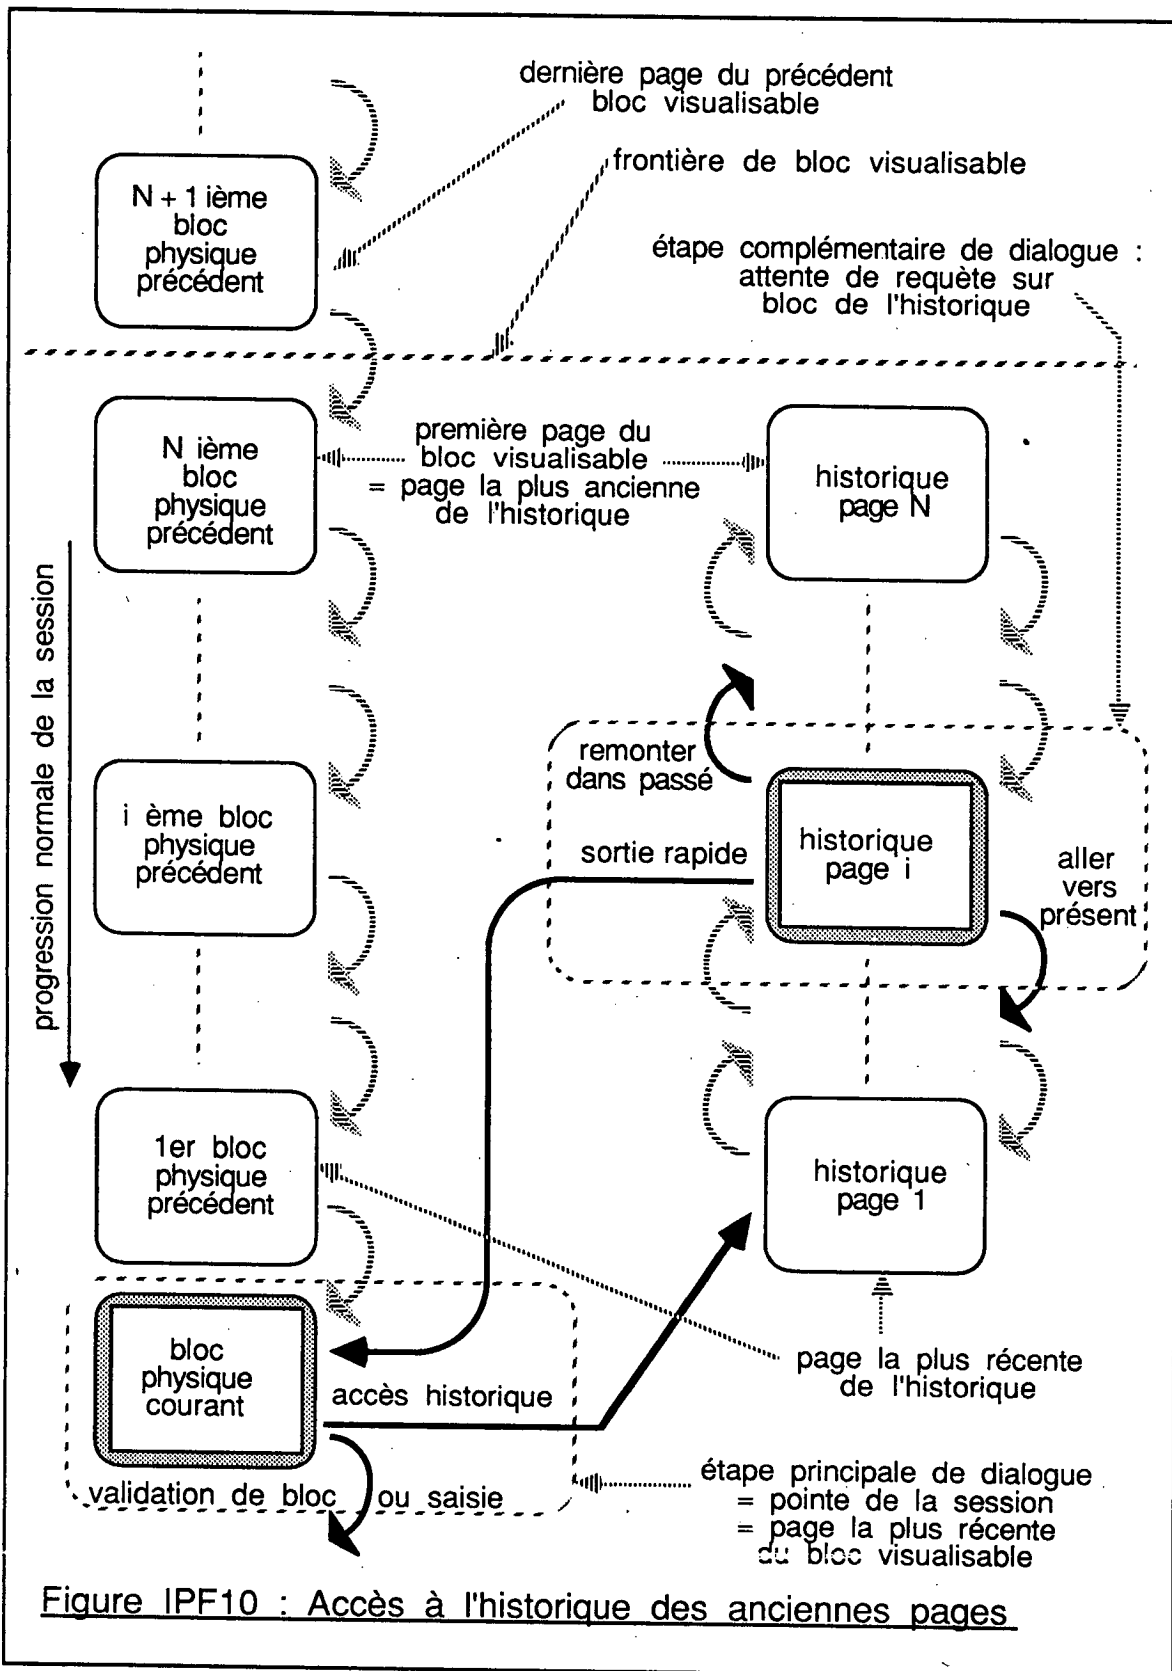 dernière page du précédent
bloc visualisable
frontière de bloc visualisable
N + 1 ième
bloc
physique
précédent
étape complémentaire de dialogue :
attente de requète sur
bloc de l'historique
N ième
bloc
physique
précédent
première page du
bloc visualisable
= page la plus ancienne
de l'historique
historique
page N
progression normale de la session
remonter
dans passé
i ème bloc
physique
précédent
sortie rapide
historique
page i
aller
vers
présent
1er bloc
physique
précédent
historique
page 1
bloc
physique
courant
accès historique
page la plus récente
de l'historique
validation de bloc ou saisie
étape principale de dialogue
= pointe de la session
= page la plus récente
du bloc visualisable
Figure IPF10 : Accès à l'historique des anciennes pages